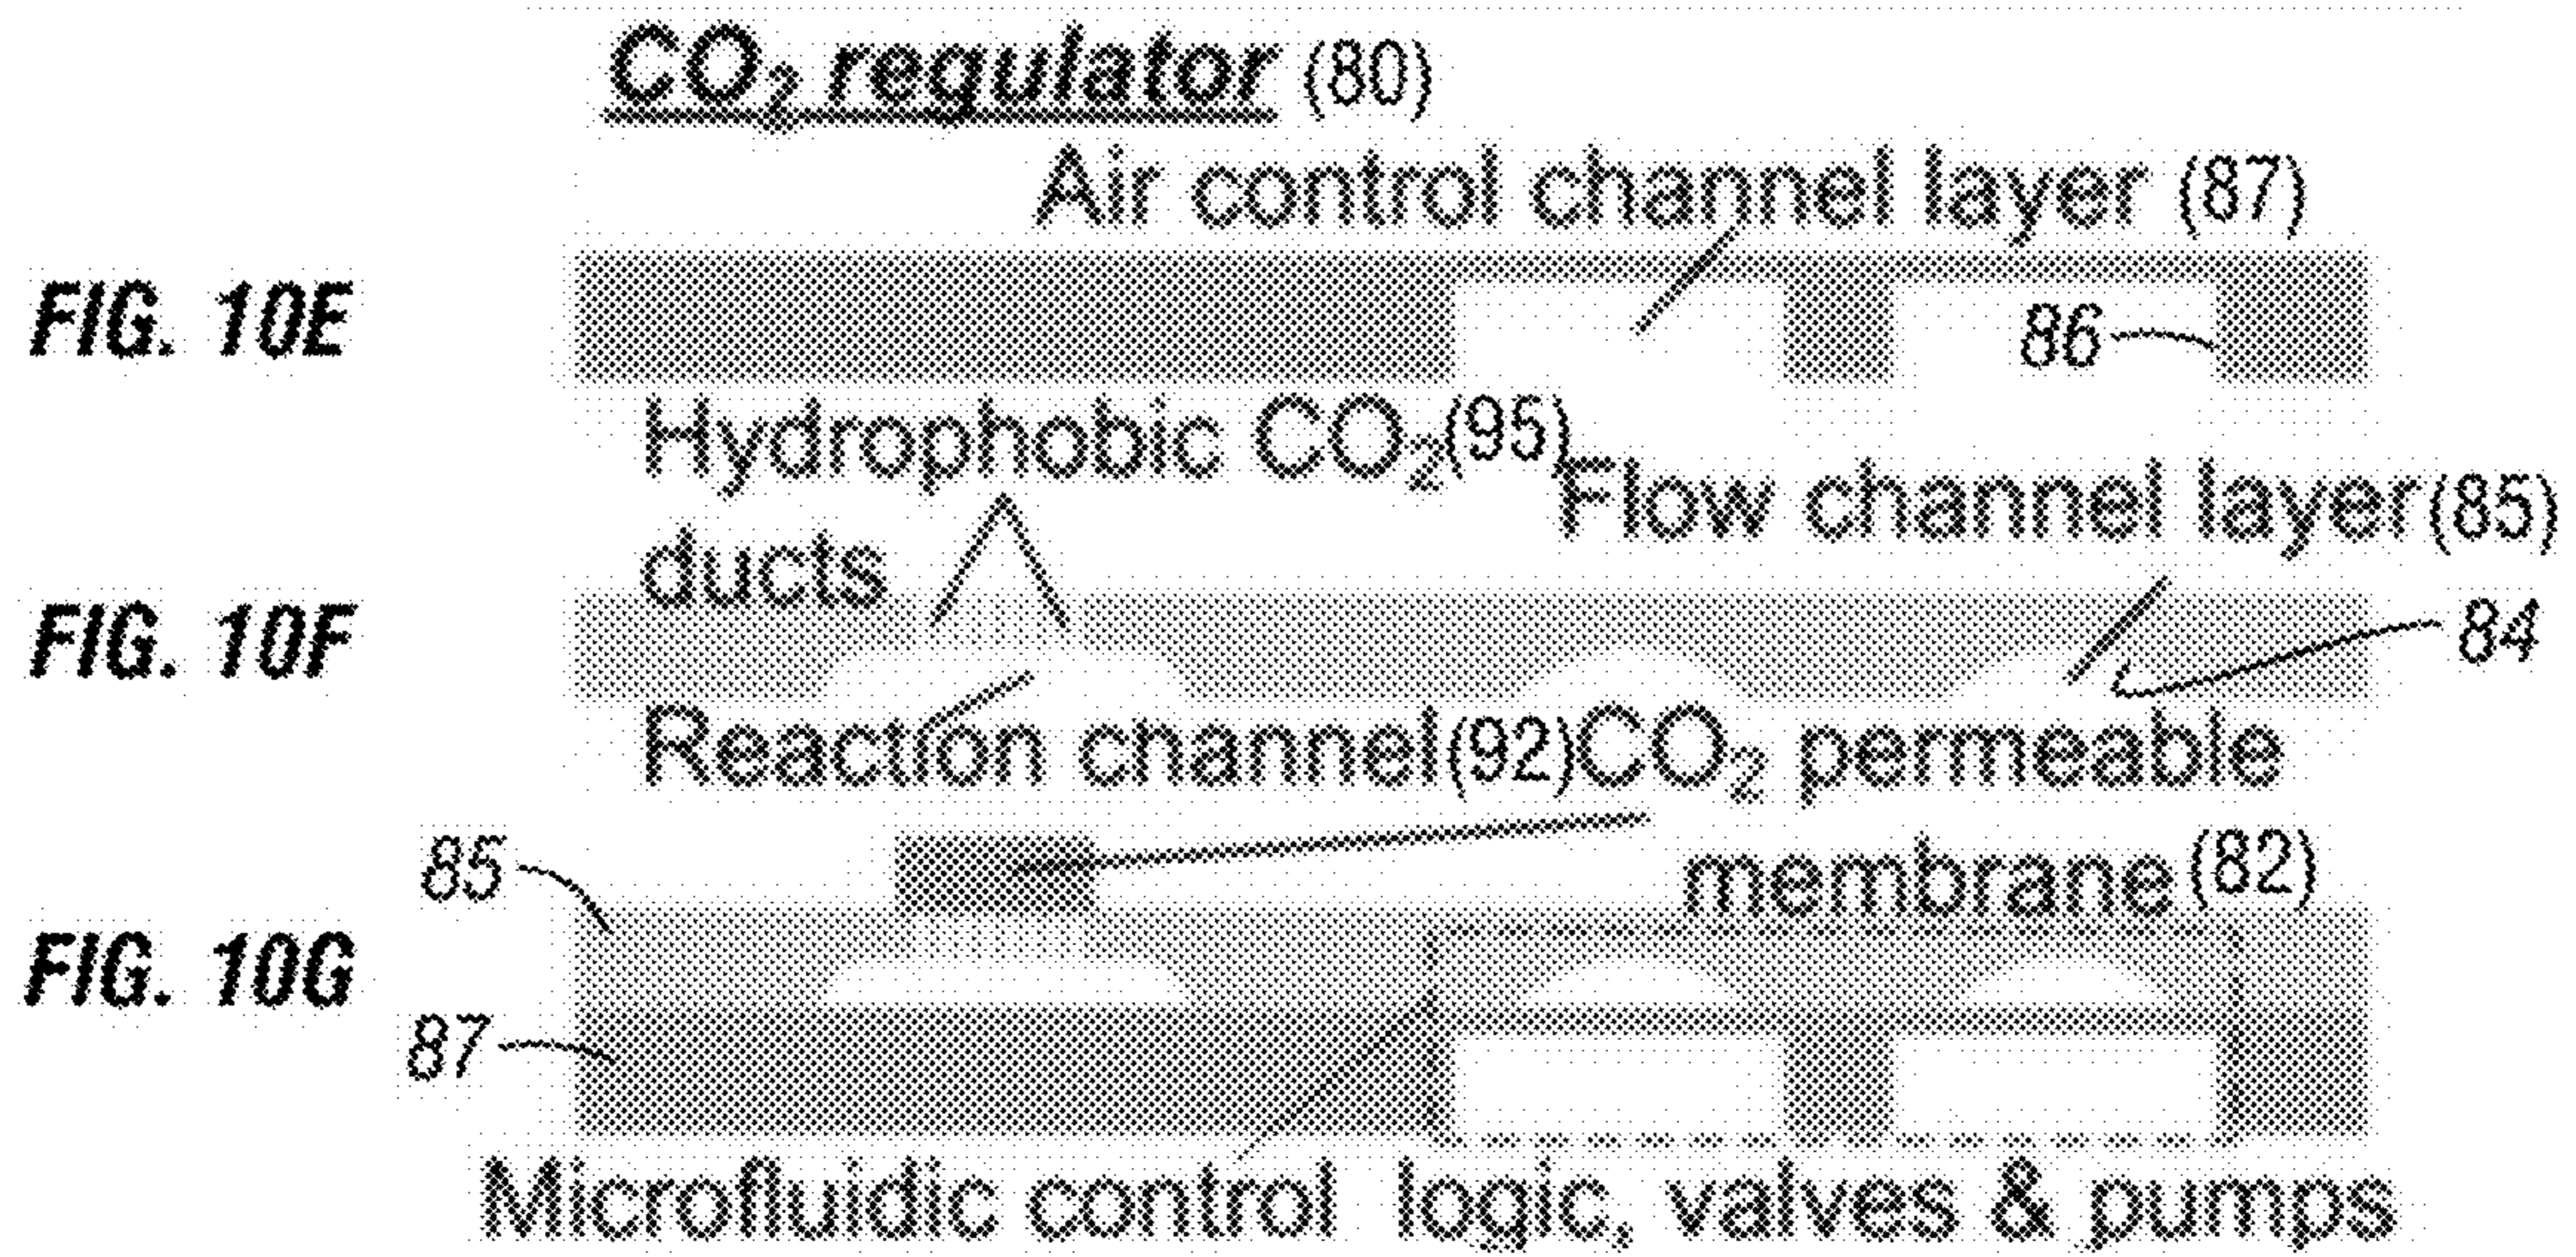 CO₂ regulator (80)
Air control channel layer (87)
FIG. 10E
86
Hydrophobic CO₂ (95)
ducts
Flow channel layer (85)
FIG. 10F
84
Reaction channel (92)
CO₂ permeable
membrane (82)
85
FIG. 10G
87
Microfluidic control logic, valves & pumps